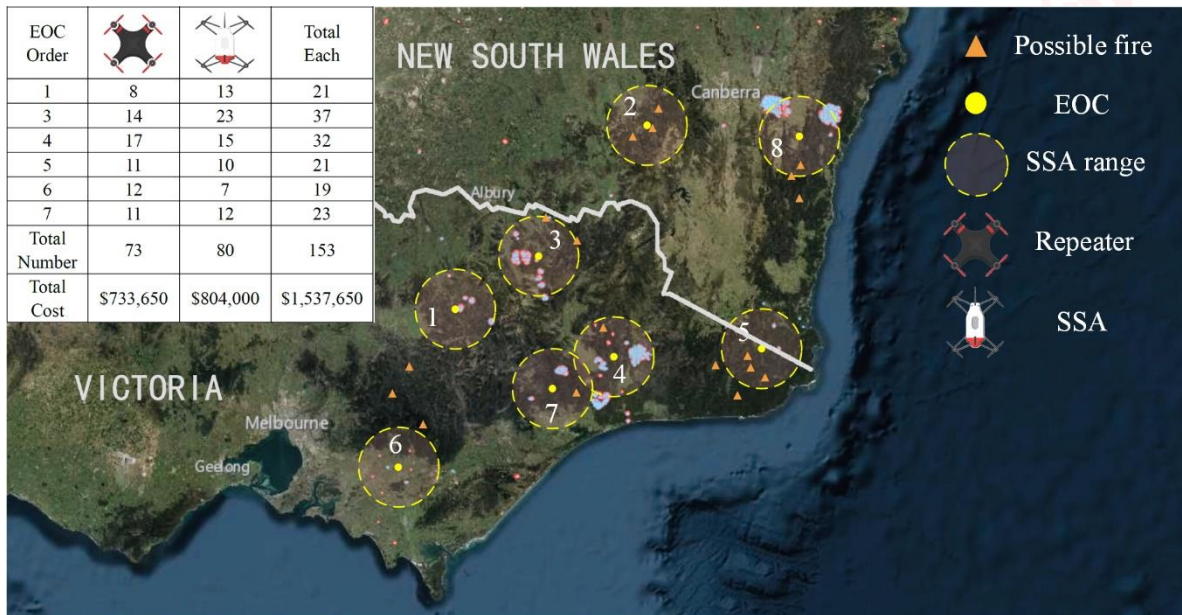 EOC Order Total Each
1 8 13 21
3 14 23 37
4 17 15 32
5 11 10 21
6 12 7 19
7 11 12 23
Total Number 73 80 153
Total Cost $733,650 $804,000 $1,537,650
NEW SOUTH WALES
Canberra
2
8
Albury
3
1
5
4
7
VICTORIA
Melbourne
6
Geelong
Possible fire
EOC
SSA range
Repeater
SSA